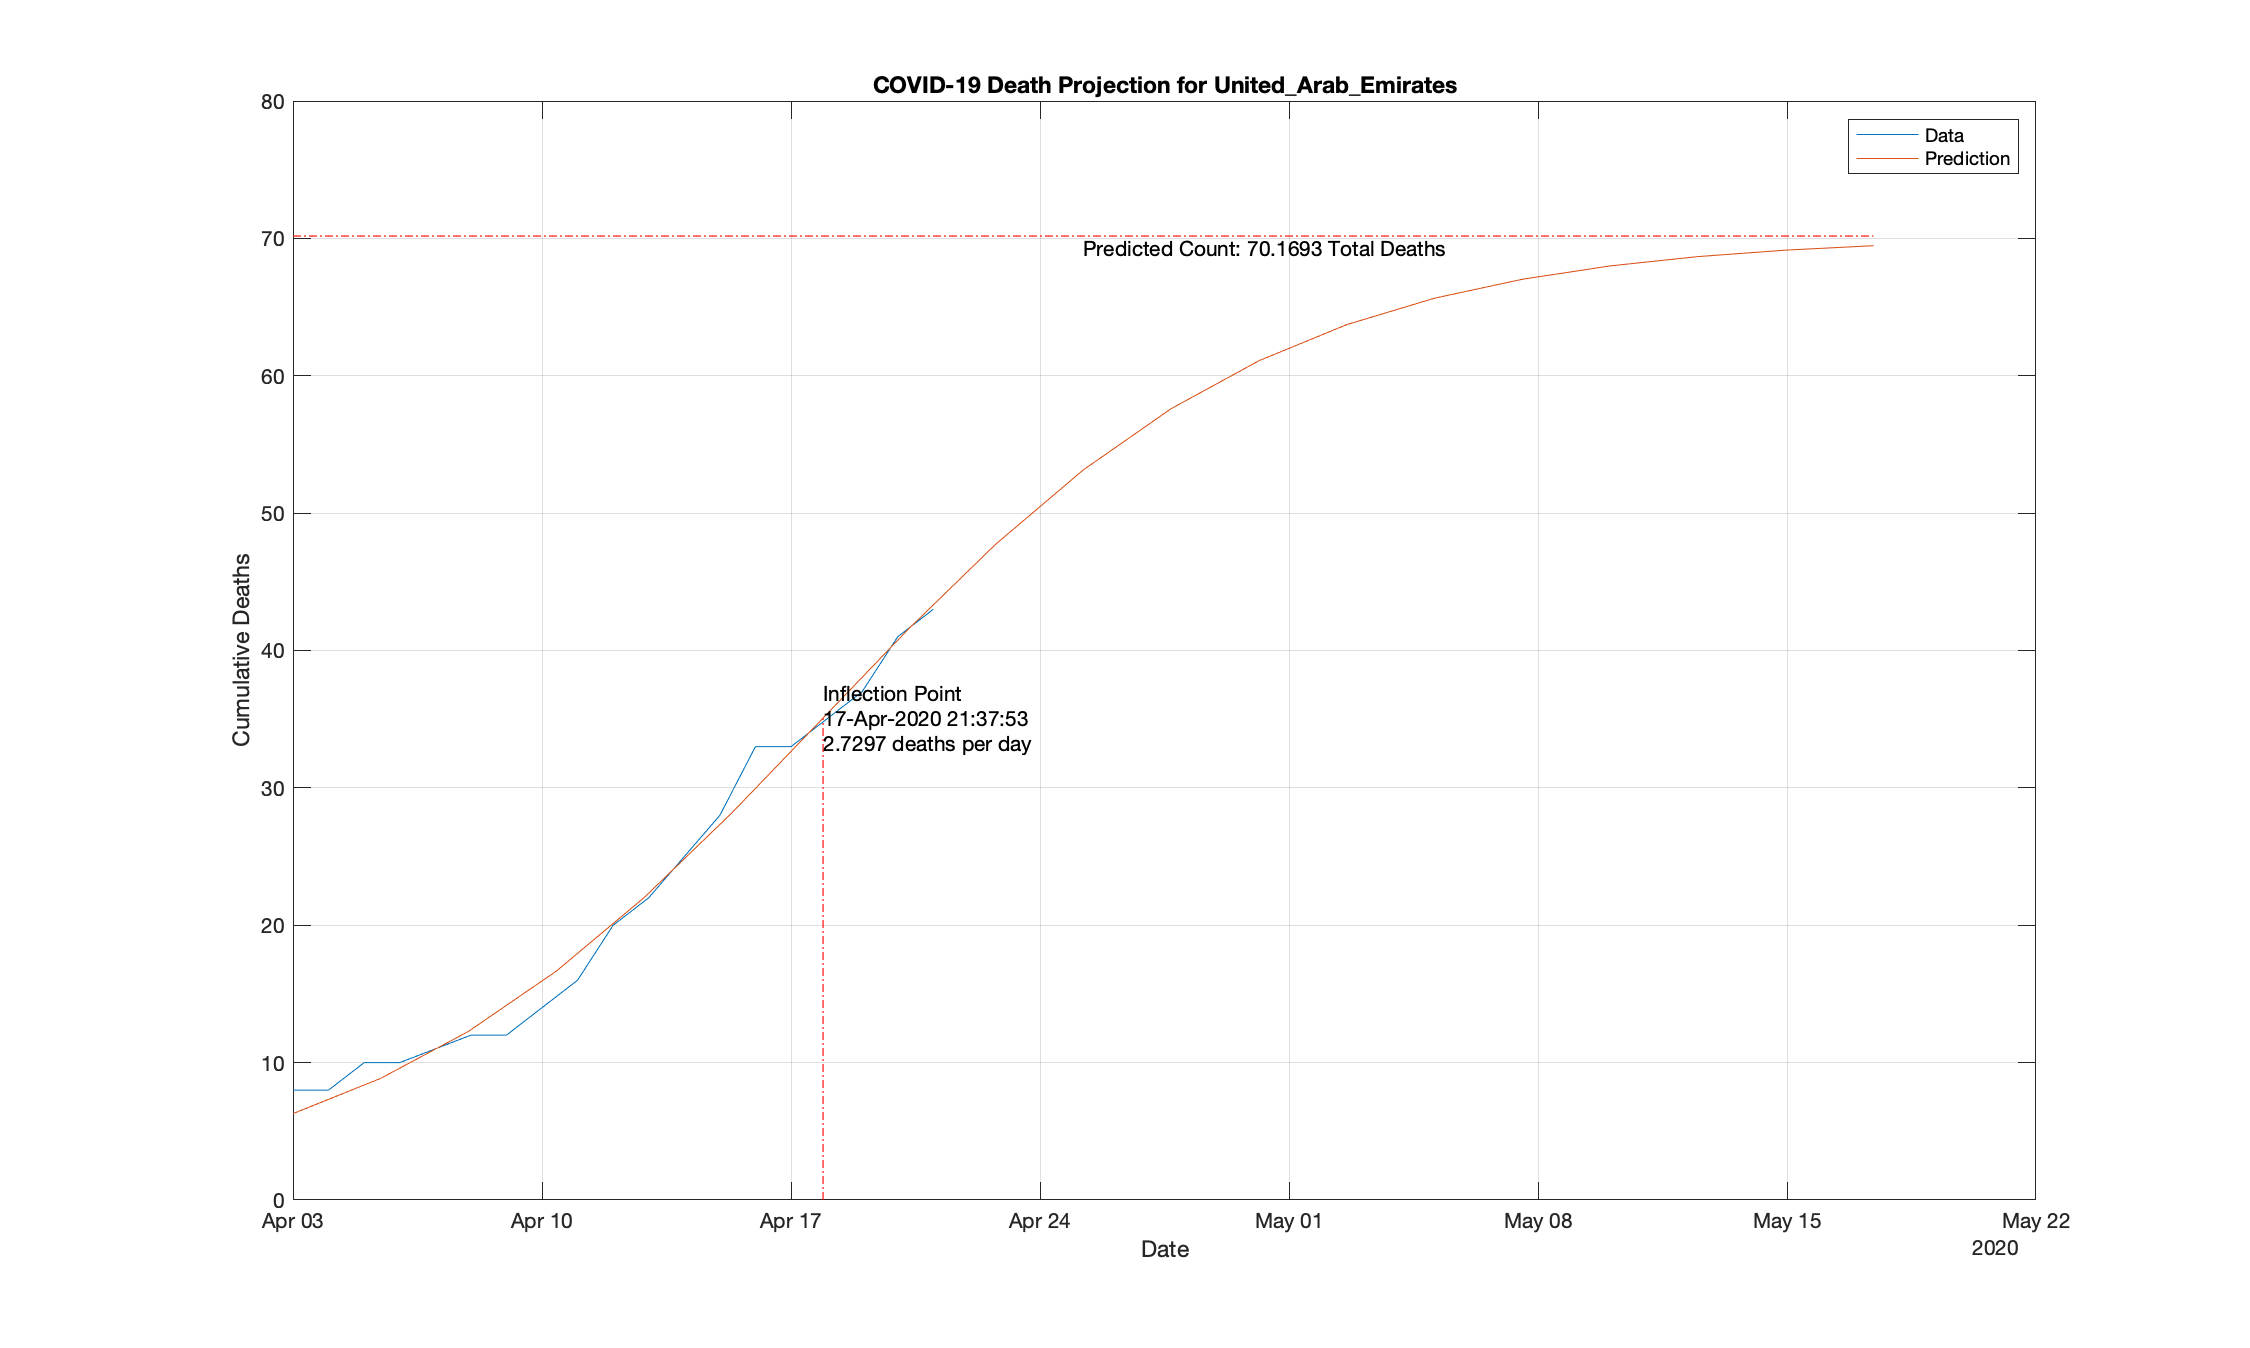 COVID-19 Death Projection for United_Arab_Emirates
80
70
60
50
40
30
20
10
0
Cumulative Deaths
Data
Prediction
Predicted Count: 70.1693 Total Deaths
Inflection Point
17-Apr-2020 21:37:53
2.7297 deaths per day
Apr 03 Apr 10 Apr 17 Apr 24 May 01 May 08 May 15 May 22
Date
2020